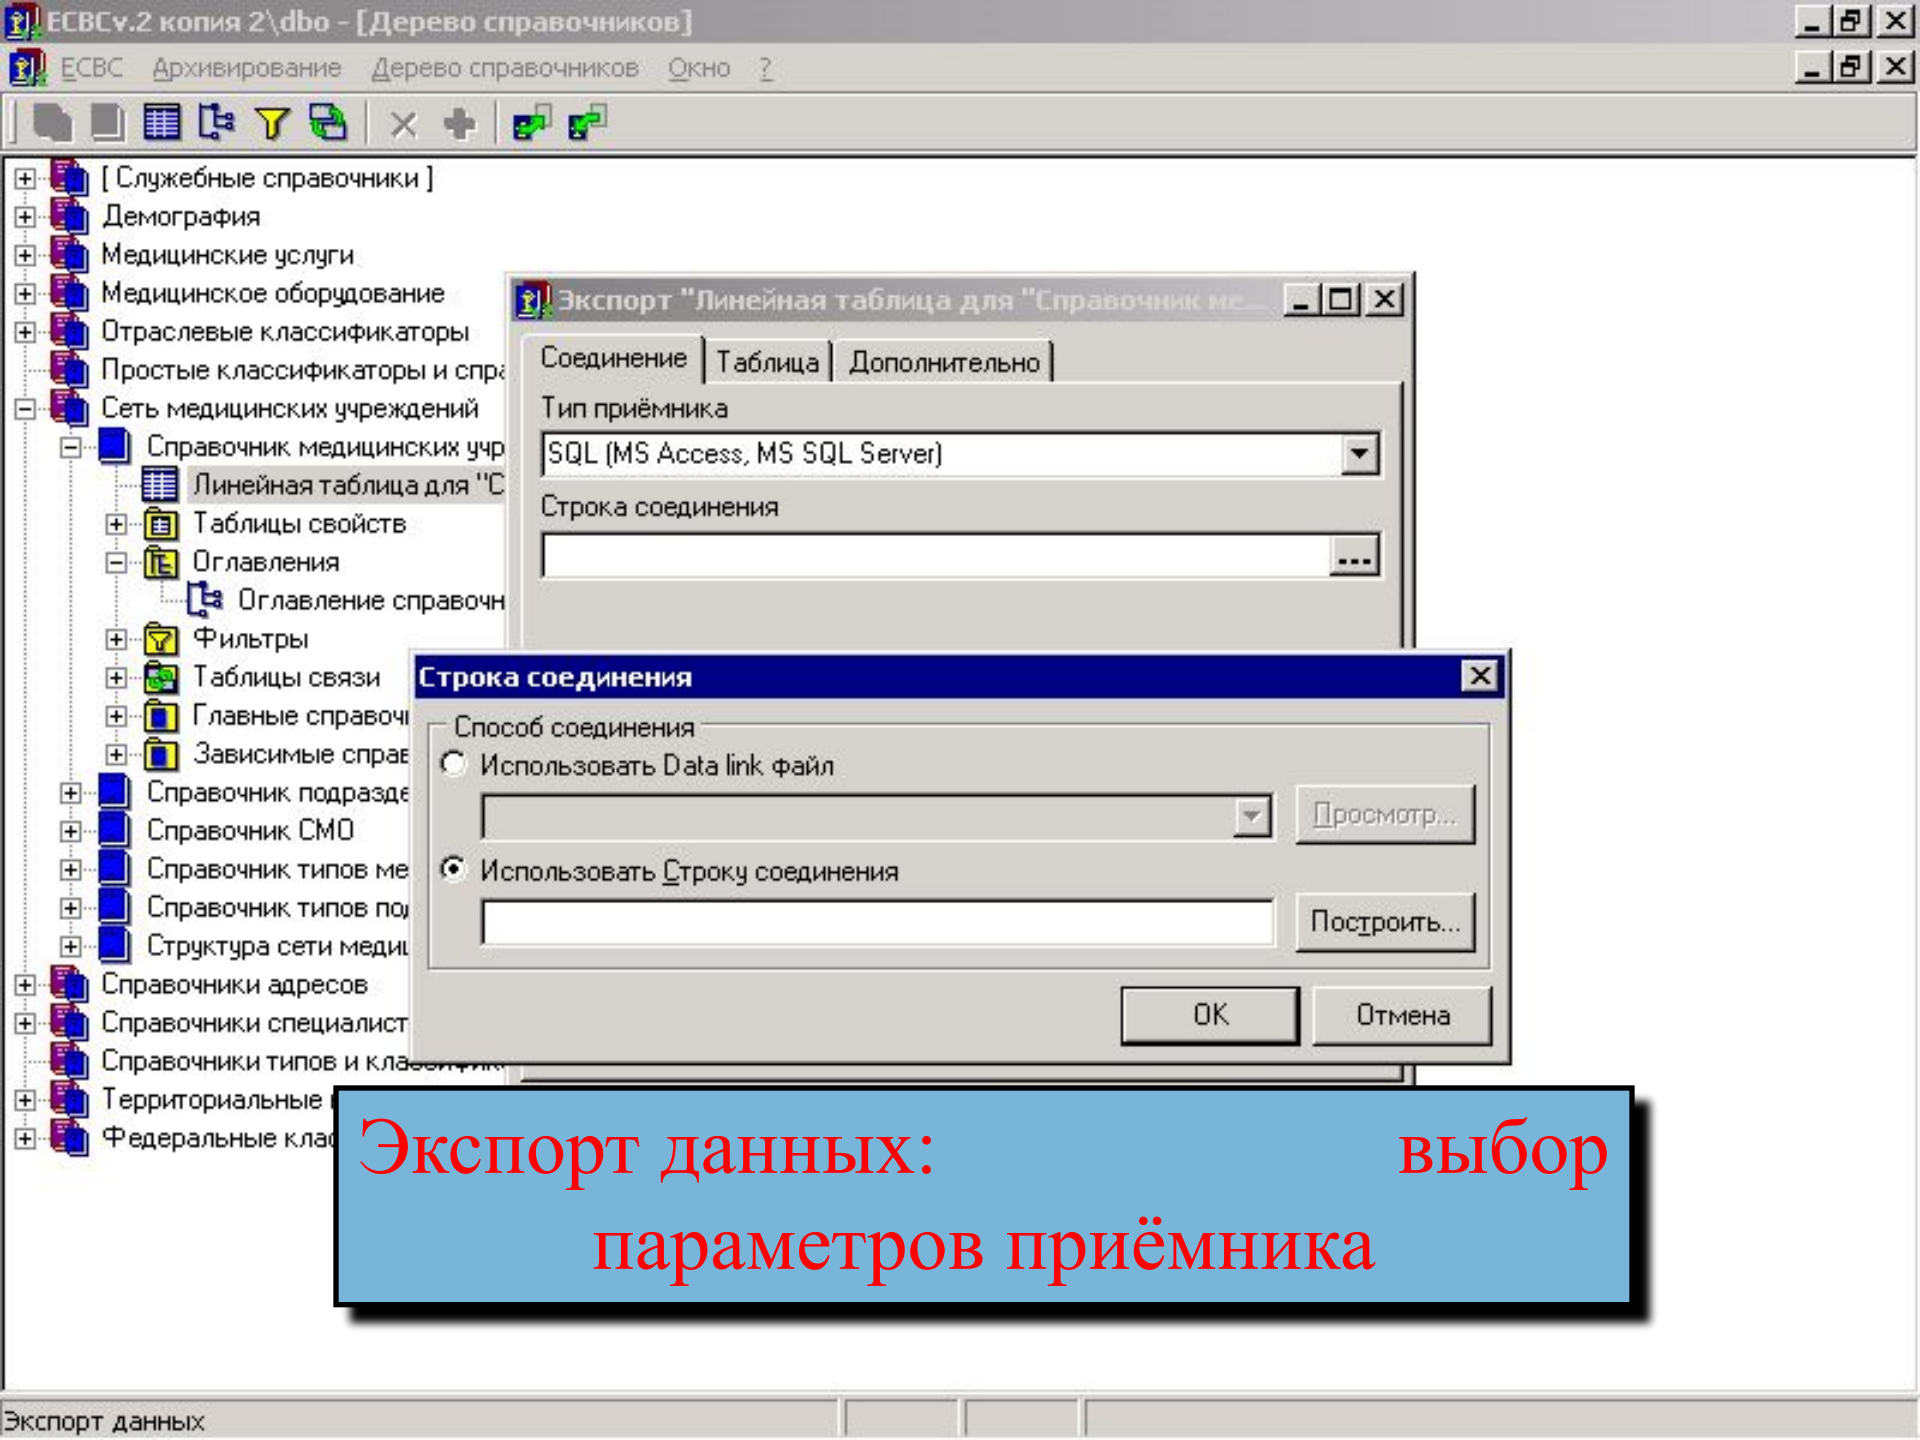 ЕСВСv.2 копия 2\dbo - [Дерево справочников]
ЕСВС Архивирование Дерево справочников Окно ?
[ Служебные справочники ]
Демография
Медицинские услуги
Медицинское оборудование
Отраслевые классификаторы
Простые классификаторы и спра
Сеть медицинских учреждений
Справочник медицинских учр
Линейная таблица для "С
Таблицы свойств
Оглавления
Оглавление справочн
Фильтры
Таблицы связи
Главные справоч
Зависимые справ
Справочник подразде
Справочник СМО
Справочник типов ме
Справочник типов под
Структура сети медиц
Справочники адресов
Справочники специалист
Справочники типов и классифик
Территориальные
Федеральные клас
Экспорт "Линейная таблица для "Справочник ме...
Соединение Таблица Дополнительно
Тип приёмника
SQL (MS Access, MS SQL Server)
Строка соединения
...
Строка соединения
Способ соединения
Использовать Data link файл
Просмотр...
Использовать Строку соединения
Построить...
OK Отмена
Экспорт данных: выбор
параметров приёмника
Экспорт данных